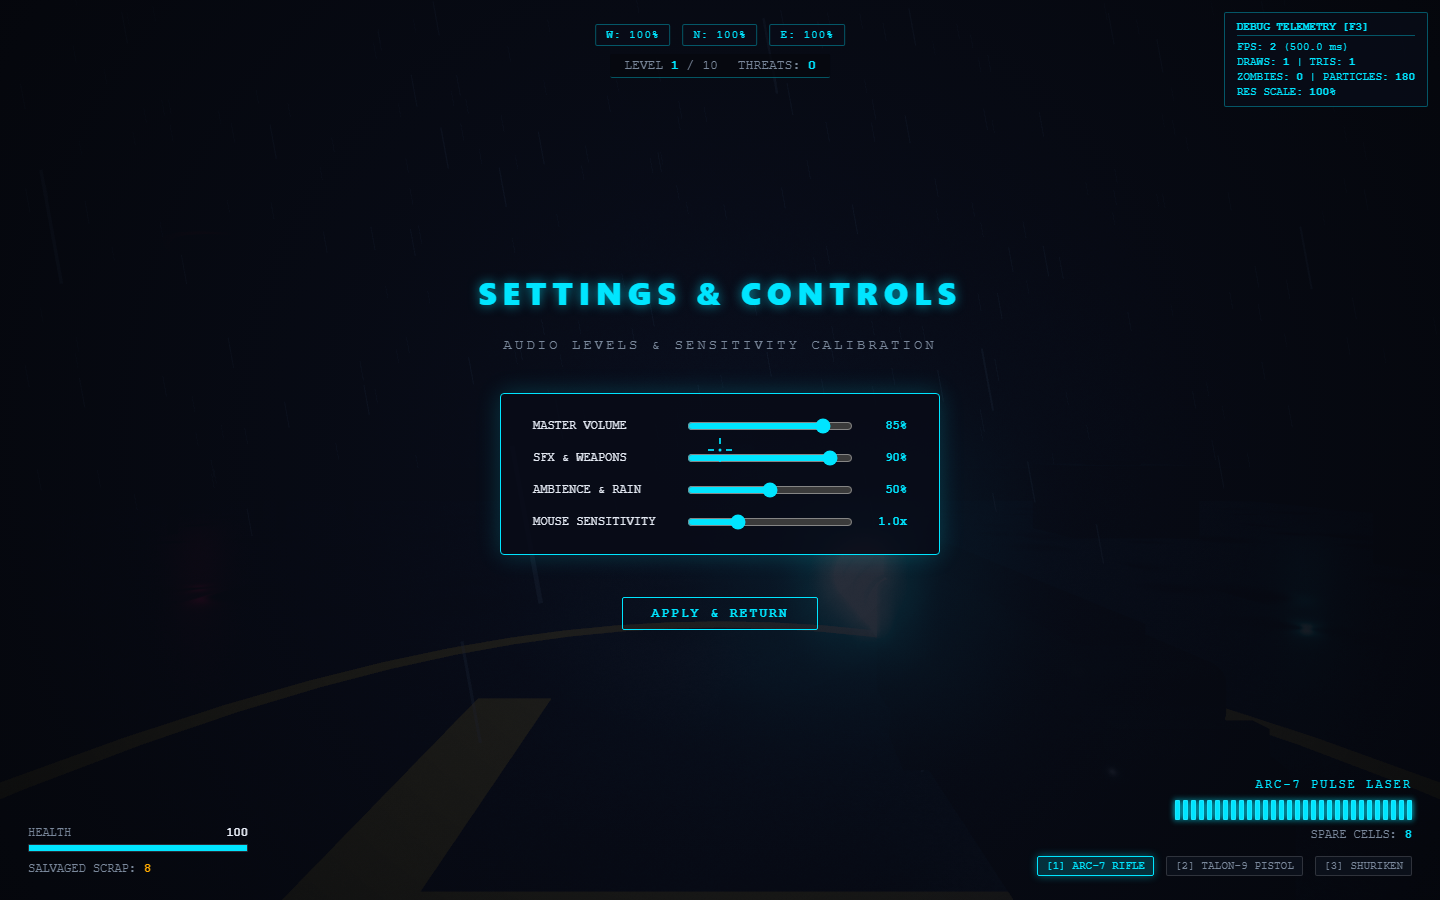 W: 100%
N: 100%
E: 100%
LEVEL 1 / 10 THREATS: 0
DEBUG TELEMETRY [F3]
FPS: 2 (500.0 ms)
DRAWS: 1 | TRIS: 1
ZOMBIES: 0 | PARTICLES: 180
RES SCALE: 100%
SETTINGS & CONTROLS
AUDIO LEVELS & SENSITIVITY CALIBRATION
MASTER VOLUME 85%
SFX & WEAPONS 90%
AMBIENCE & RAIN 50%
MOUSE SENSITIVITY 1.0x
APPLY & RETURN
HEALTH 100
SALVAGED SCRAP: 8
ARC-7 PULSE LASER
SPARE CELLS: 8
[1] ARC-7 RIFLE
[2] TALON-9 PISTOL
[3] SHURIKEN